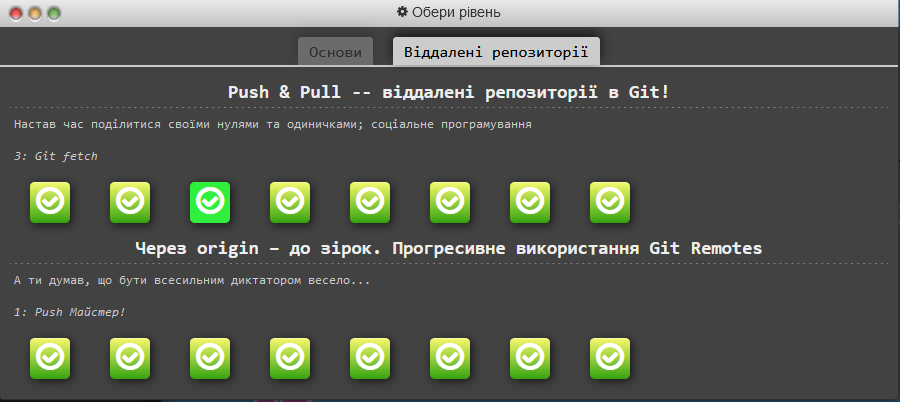 Обери рівень
Основи
Віддалені репозиторії
Push & Pull -- віддалені репозиторії в Git!
Настав час поділитися своїми нулями та одиничками; соціальне програмування
3: Git fetch
Через origin – до зірок. Прогресивне використання Git Remotes
А ти думав, що бути всесильним диктатором весело...
1: Push Майстер!